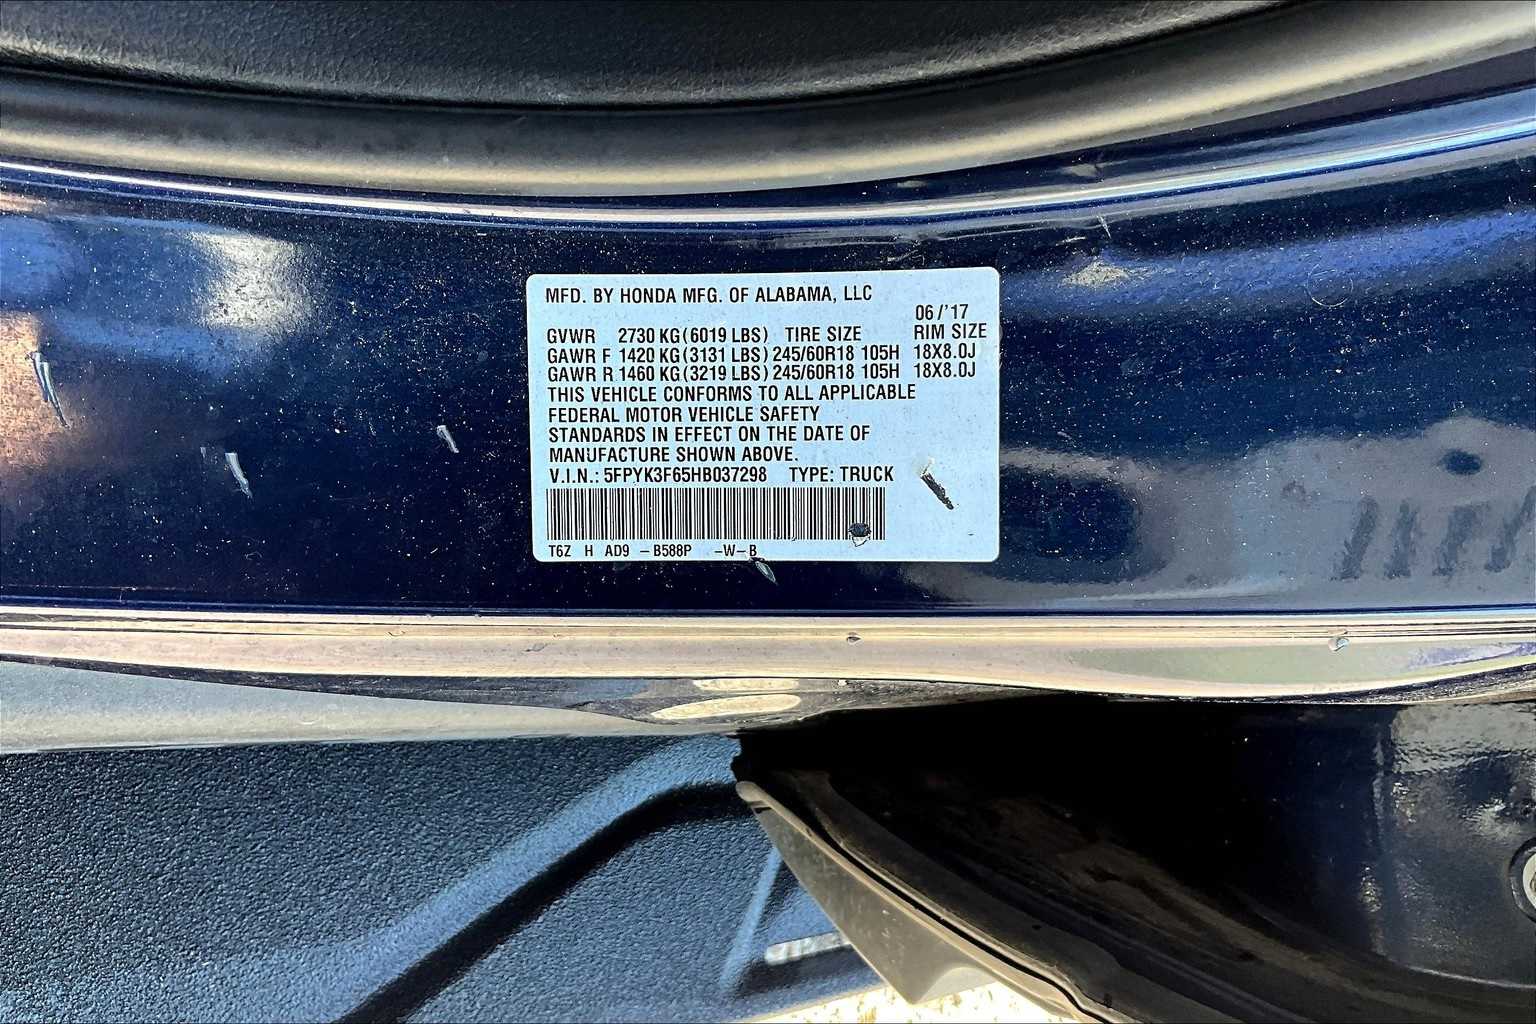 MFD. BY HONDA MFG. OF ALABAMA, LLC
06/'17
GVWR 2730 KG (6019 LBS) TIRE SIZE RIM SIZE
GAWR F 1420 KG (3131 LBS) 245/60R18 105H 18X8.0J
GAWR R 1460 KG (3219 LBS) 245/60R18 105H 18X8.0J
THIS VEHICLE CONFORMS TO ALL APPLICABLE
FEDERAL MOTOR VEHICLE SAFETY
STANDARDS IN EFFECT ON THE DATE OF
MANUFACTURE SHOWN ABOVE.
V.I.N.: 5FPYK3F65HB037298 TYPE: TRUCK
T6Z H AD9 -B588P -W-B